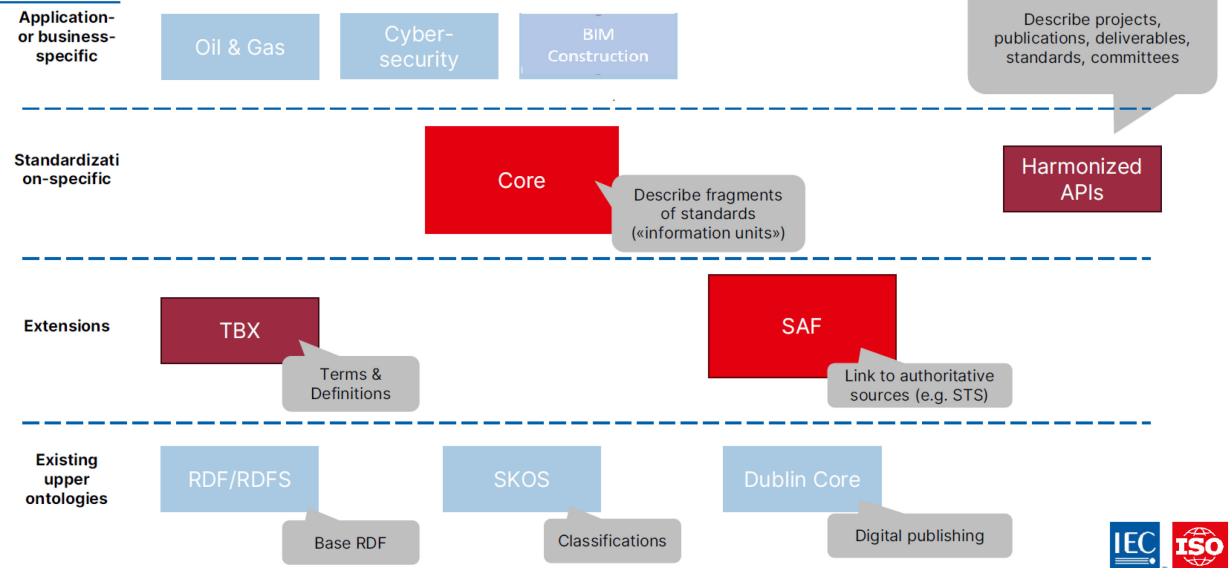 Application-
or business-
specific
Oil & Gas
Cyber-
security
BIM
Construction
Describe projects,
publications, deliverables,
standards, committees
Standardizati
on-specific
Core
Describe fragments
of standards
(«information units»)
Harmonized
APIs
Extensions
TBX
Terms &
Definitions
SAF
Link to authoritative
sources (e.g. STS)
Existing
upper
ontologies
RDF/RDFS
Base RDF
SKOS
Classifications
Dublin Core
Digital publishing
IEC
ISO